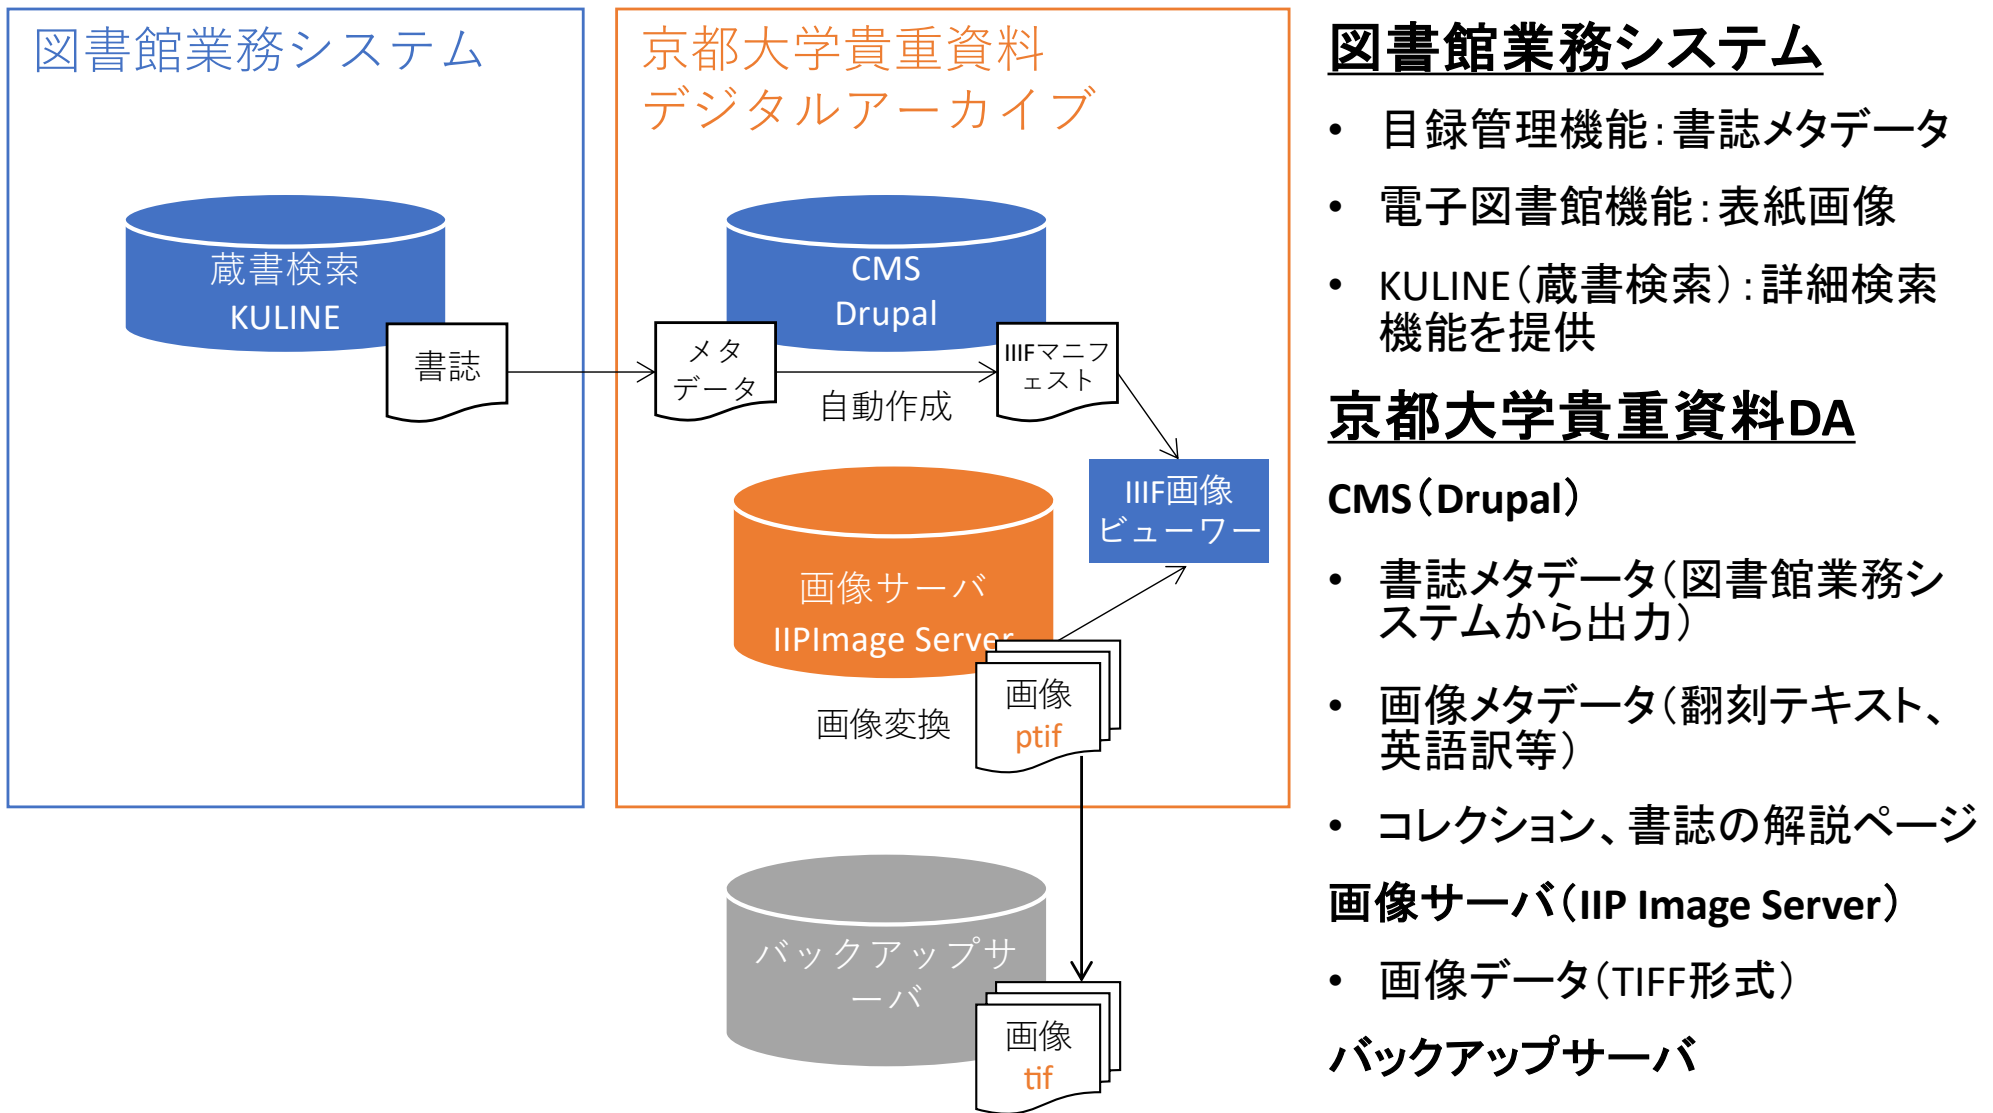 図書館業務システム
蔵書検索
KULINE
書誌
京都大学貴重資料
デジタルアーカイブ
CMS
Drupal
メタ
データ
自動作成
IIIFマニフ
ェスト
IIIF画像
ビューワー
画像サーバ
IIPImage Server
画像変換
画像
ptif
バックアップサ
ーバ
画像
tif
図書館業務システム
• 目録管理機能：書誌メタデータ
• 電子図書館機能：表紙画像
• KULINE（蔵書検索）：詳細検索
機能を提供
京都大学貴重資料DA
CMS（Drupal）
• 書誌メタデータ（図書館業務シ
ステムから出力）
• 画像メタデータ（翻刻テキスト、
英語訳等）
• コレクション、書誌の解説ページ
画像サーバ（IIP Image Server）
• 画像データ（TIFF形式）
バックアップサーバ